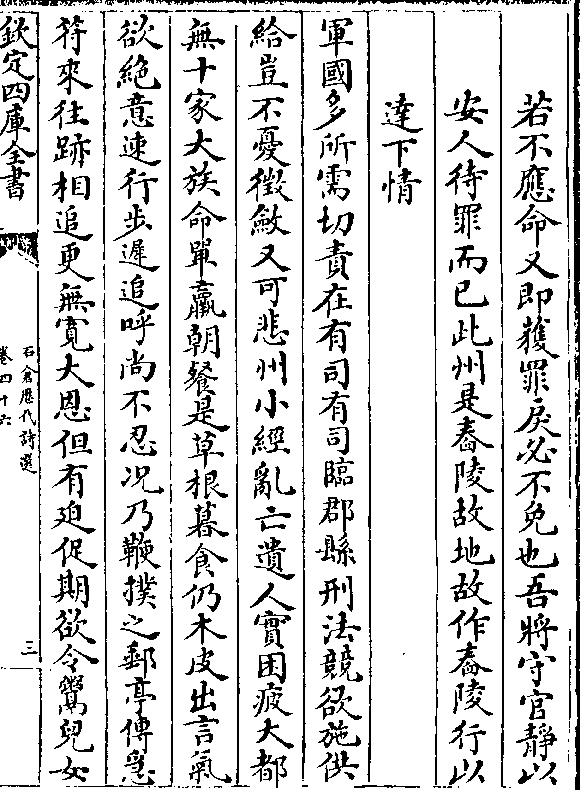 若不應命又即獲罪戾必不免也吾將守官靜以
安人待罪而已此州是舂陵故地故作舂陵行以
達下情
軍國多所需切責在有司有司臨郡縣刑法競欲施供
給豈不憂徵斂又可悲州小經亂亡遺人實困疲大都
無十家大族命單羸朝餐是草根暮食仍木皮出言氣
欲絶意速行步遲追呼尚不忍况乃鞭撲之郵亭傳急
符來往跡相追更無寬大恩但有迫促期欲令鬻兒女
欽定四庫全書
石倉歷代詩選
卷四十六
三